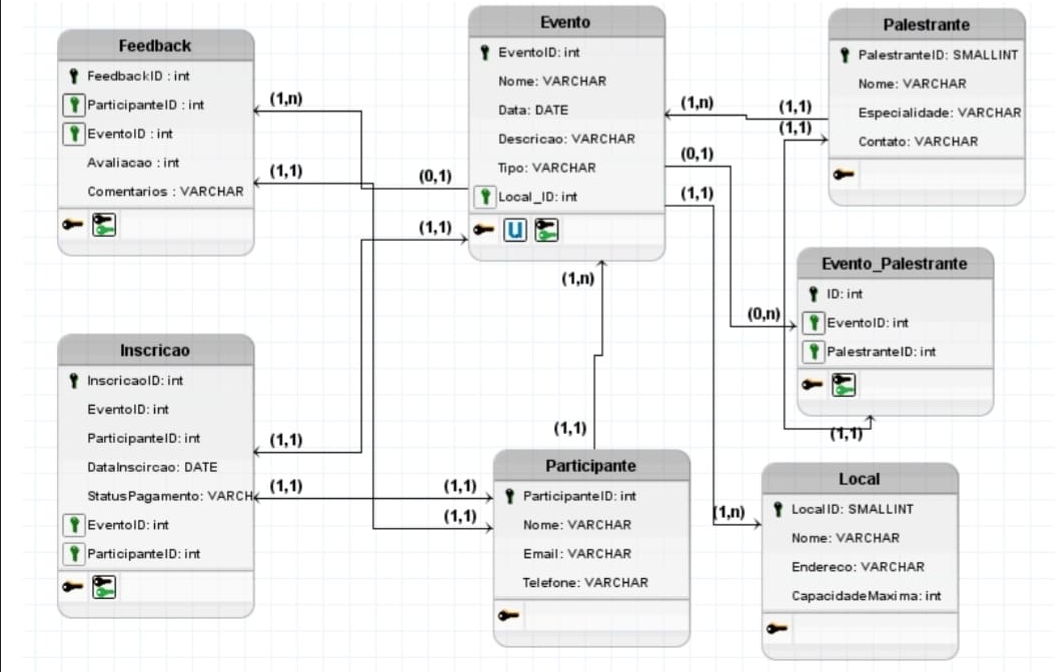 Feedback
FeedbackID : int
ParticipanteID : int
EventoID : int
Avaliacao : int
Comentarios : VARCHAR
(1,n)
(1,1)
(0,1)
(1,1)
Evento
EventoID: int
Nome: VARCHAR
Data: DATE
Descricao: VARCHAR
Tipo: VARCHAR
Local_ID: int
U
(1,n)
(0,1)
(1,1)
(1,1)
(1,1)
Palestrante
PalestranteID: SMALLINT
Nome: VARCHAR
Especialidade: VARCHAR
Contato: VARCHAR
Evento_Palestrante
ID: int
EventoID: int
PalestranteID: int
(0,n)
(1,1)
Inscricao
InscricaoID: int
EventoID: int
ParticipanteID: int
DataInscircao: DATE
StatusPagamento: VARCH
EventoID: int
ParticipanteID: int
(1,1)
(1,1)
(1,n)
(1,1)
(1,1)
(1,1)
Participante
ParticipanteID: int
Nome: VARCHAR
Email: VARCHAR
Telefone: VARCHAR
(1,n)
Local
LocalID: SMALLINT
Nome: VARCHAR
Endereco: VARCHAR
CapacidadeMaxima: int